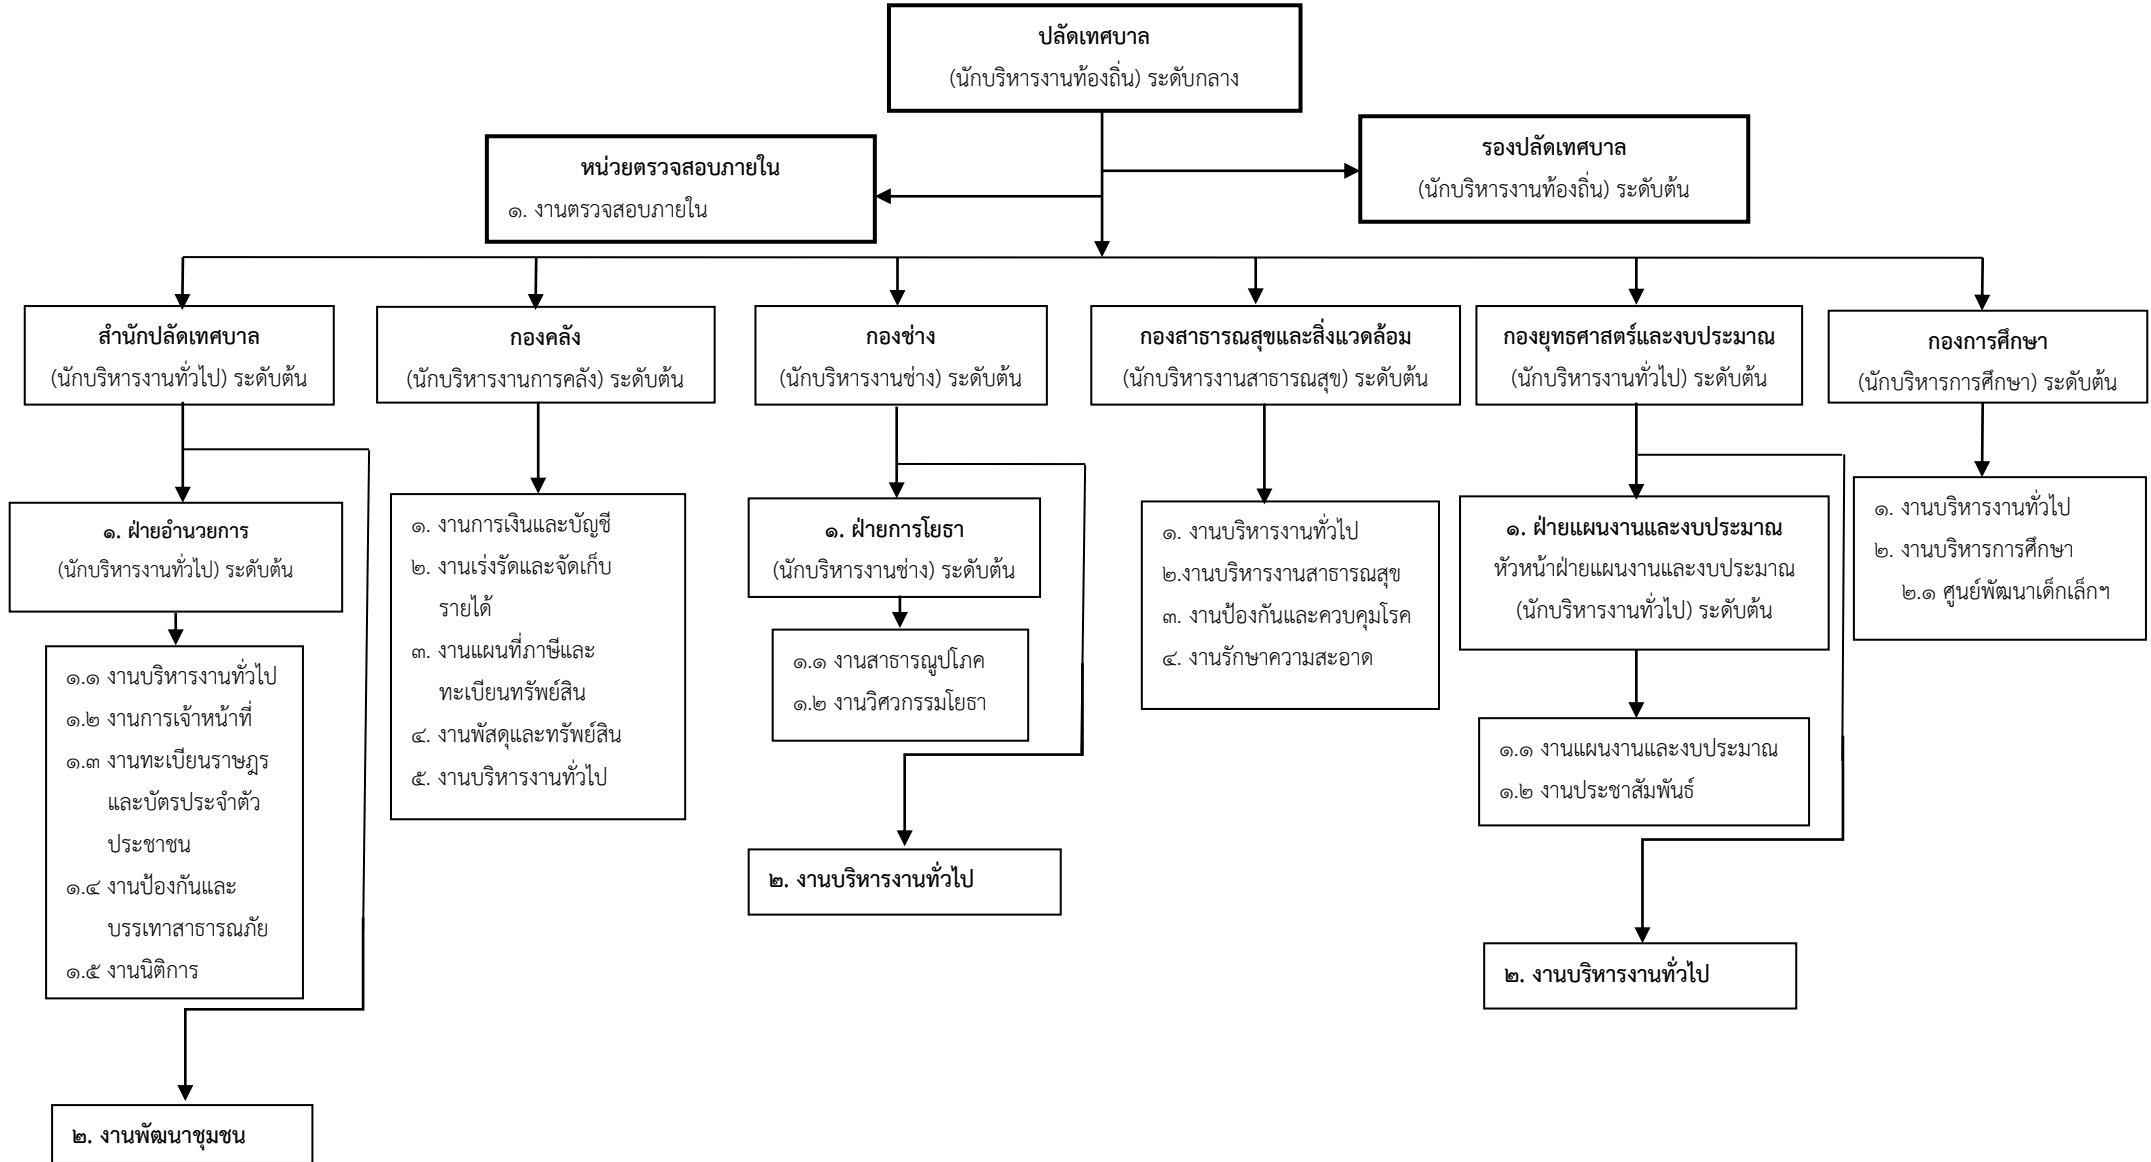 ปลัดเทศบาล
(นักบริหารงานท้องถิ่น) ระดับกลาง
หน่วยตรวจสอบภายใน
๑. งานตรวจสอบภายใน
รองปลัดเทศบาล
(นักบริหารงานท้องถิ่น) ระดับต้น
สำนักปลัดเทศบาล
(นักบริหารงานทั่วไป) ระดับต้น
๑. ฝ่ายอำนวยการ
(นักบริหารงานทั่วไป) ระดับต้น
๑.๑ งานบริหารงานทั่วไป
๑.๒ งานการเจ้าหน้าที่
๑.๓ งานทะเบียนราษฎร
และบัตรประจำตัว
ประชาชน
๑.๔ งานป้องกันและ
บรรเทาสาธารณภัย
๑.๕ งานนิติการ
๒. งานพัฒนาชุมชน
กองคลัง
(นักบริหารงานการคลัง) ระดับต้น
๑. งานการเงินและบัญชี
๒. งานเร่งรัดและจัดเก็บ
รายได้
๓. งานแผนที่ภาษีและ
ทะเบียนทรัพย์สิน
๔. งานพัสดุและทรัพย์สิน
๕. งานบริหารงานทั่วไป
กองช่าง
(นักบริหารงานช่าง) ระดับต้น
๑. ฝ่ายการโยธา
(นักบริหารงานช่าง) ระดับต้น
๑.๑ งานสาธารณูปโภค
๑.๒ งานวิศวกรรมโยธา
๒. งานบริหารงานทั่วไป
กองสาธารณสุขและสิ่งแวดล้อม
(นักบริหารงานสาธารณสุข) ระดับต้น
๑. งานบริหารงานทั่วไป
๒.งานบริหารงานสาธารณสุข
๓. งานป้องกันและควบคุมโรค
๔. งานรักษาความสะอาด
กองยุทธศาสตร์และงบประมาณ
(นักบริหารงานทั่วไป) ระดับต้น
๑. ฝ่ายแผนงานและงบประมาณ
หัวหน้าฝ่ายแผนงานและงบประมาณ
(นักบริหารงานทั่วไป) ระดับต้น
๑.๑ งานแผนงานและงบประมาณ
๑.๒ งานประชาสัมพันธ์
๒. งานบริหารงานทั่วไป
กองการศึกษา
(นักบริหารการศึกษา) ระดับต้น
๑. งานบริหารงานทั่วไป
๒. งานบริหารการศึกษา
๒.๑ ศูนย์พัฒนาเด็กเล็กฯ